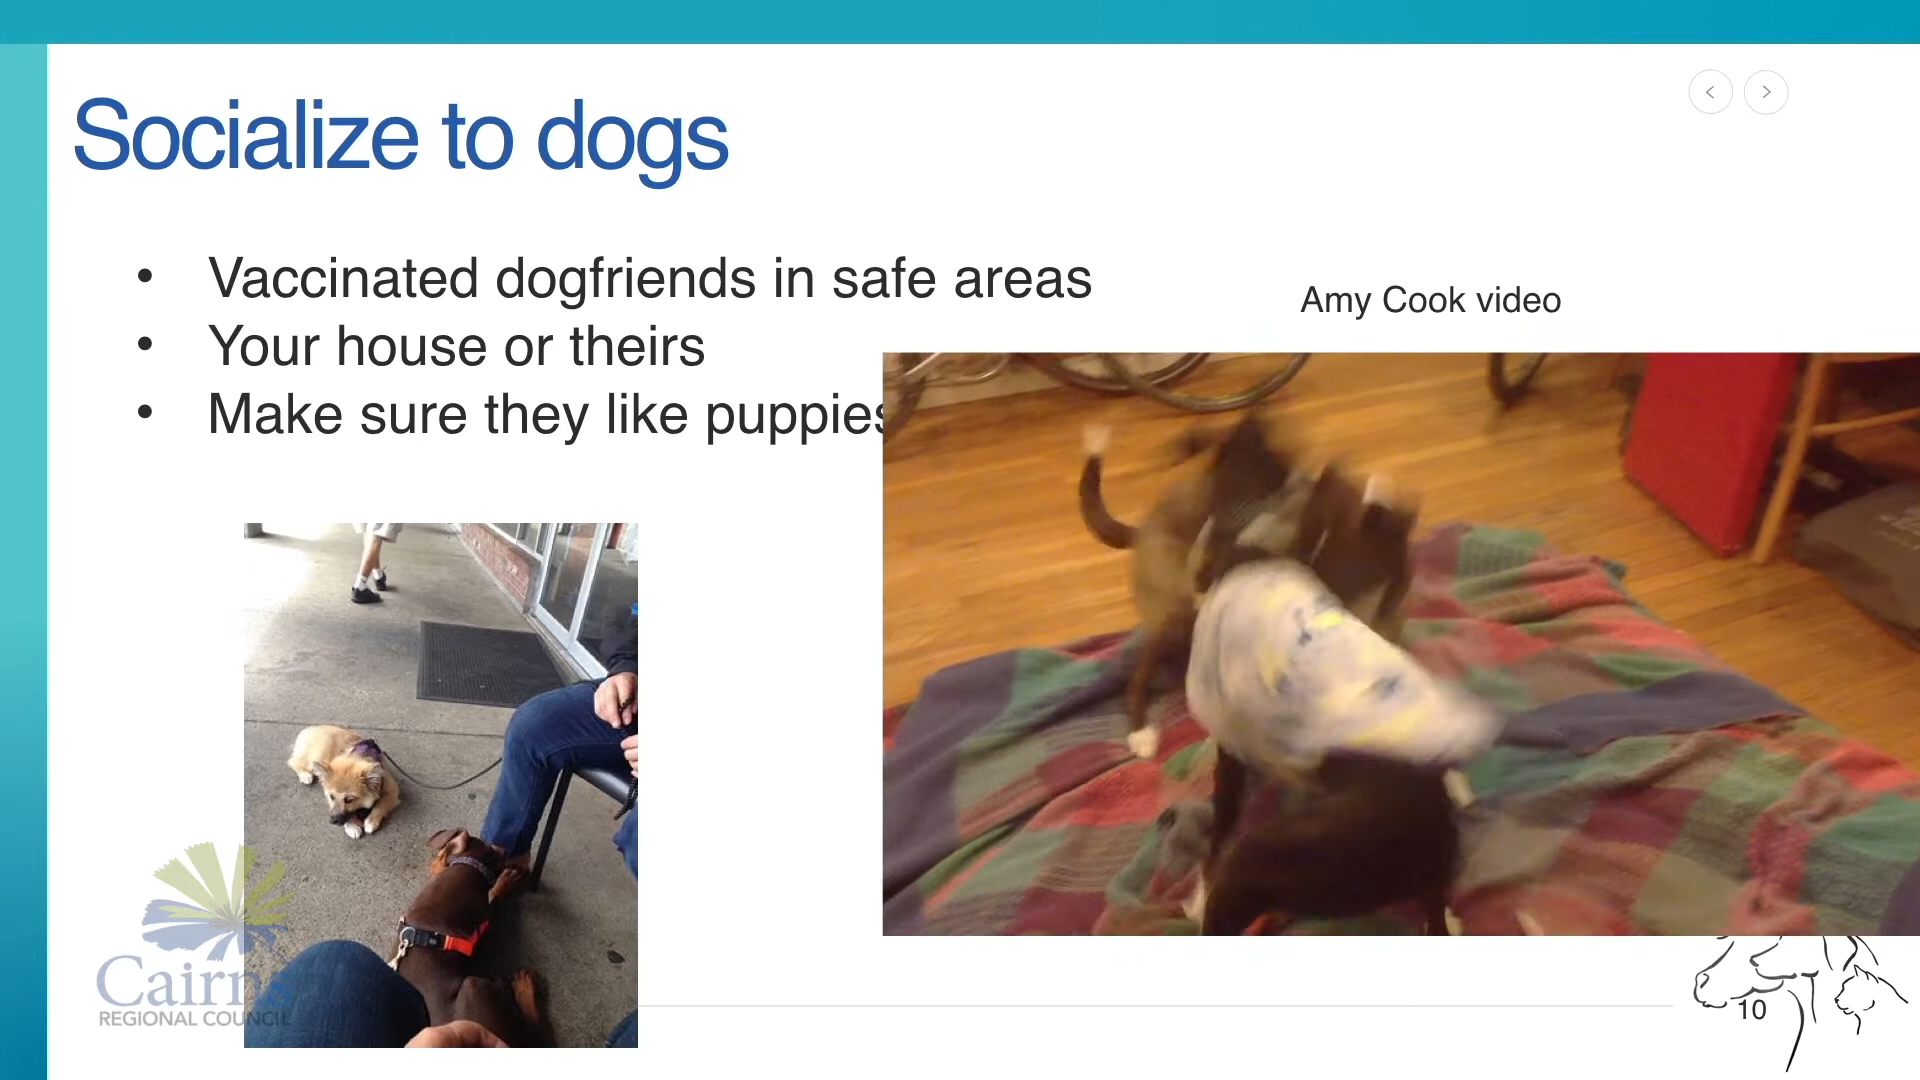 Socialize to dogs
• Vaccinated dogfriends in safe areas
• Your house or theirs
• Make sure they like puppies
Amy Cook video
Cairns
REGIONAL COUNCIL
10